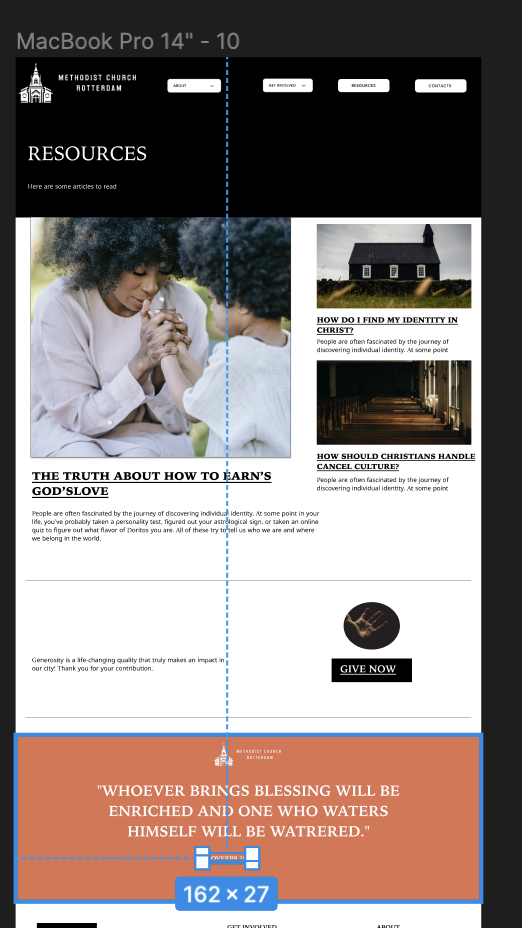 MacBook Pro 14" - 10
METHODIST CHURCH
ROTTERDAM
ABOUT
GET INVOLVED
RESOURCES
CONTACTS
RESOURCES
Here are some articles to read
HOW DO I FIND MY IDENTITY IN
CHRIST?
People are often fascinated by the journey of
discovering individual identity. At some point
HOW SHOULD CHRISTIANS HANDLE
CANCEL CULTURE?
People are often fascinated by the journey of
discovering individual identity. At some point
THE TRUTH ABOUT HOW TO EARN'S
GOD'SLOVE
People are often fascinated by the journey of discovering individual identity. At some point in your
life, you've probably taken a personality test, figured out your astrological sign, or taken an online
quiz to figure out what flavor of Doritos you are. All of these try to tell us who we are and where
we belong in the world.
Generosity is a life-changing quality that truly makes an impact in
our city! Thank you for your contribution.
GIVE NOW
METHODIST CHURCH
ROTTERDAM
"WHOEVER BRINGS BLESSING WILL BE
ENRICHED AND ONE WHO WATERS
HIMSELF WILL BE WATRERED."
162 × 27
GET INVOLVED
ABOUT